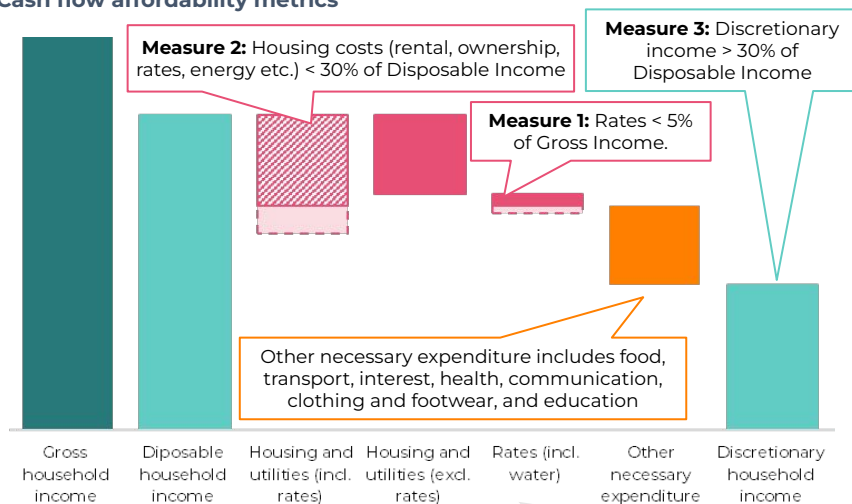 Cash flow affordability metrics
Measure 2: Housing costs (rental, ownership,
rates, energy etc.) < 30% of Disposable Income
Measure 3: Discretionary
income > 30% of
Disposable Income
Measure 1: Rates < 5%
of Gross Income.
Other necessary expenditure includes food,
transport, interest, health, communication,
clothing and footwear, and education
Gross
household
income
Diposable
household
income
Housing and
utilities (incl.
rates)
Housing and
utilities (excl.
rates)
Rates (incl.
water)
Other
necessary
expenditure
Discretionary
household
income